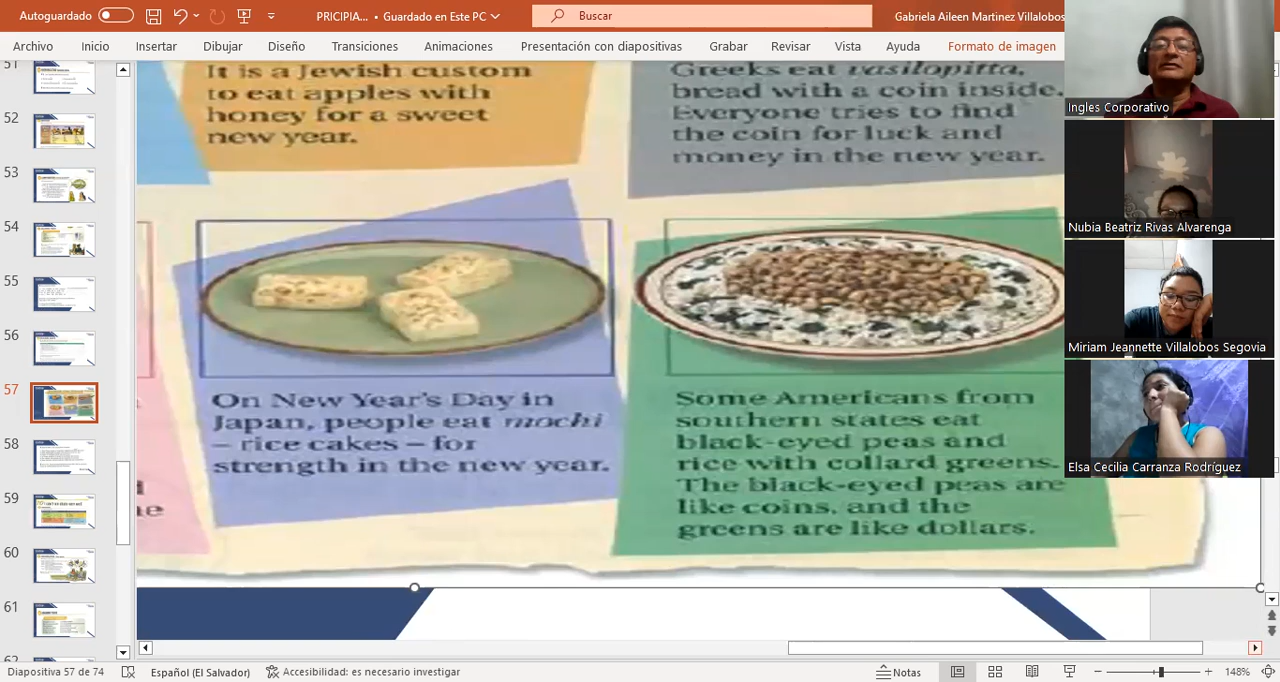 Autoguardado
PRICIPIA... • Guardado en Este PC
Buscar
Gabriela Aileen Martinez Villalobos
Archivo
Inicio
Insertar
Dibujar
Diseño
Transiciones
Animaciones
Presentación con diapositivas
Grabar
Revisar
Vista
Ayuda
Formato de imagen
51
52
53
54
55
56
57
58
59
60
61
It is a Jewish custom
to eat apples with
honey for a sweet
new year.
Greeks eat vasilopitta,
bread with a coin inside.
Everyone tries to find
the coin for luck and
money in the new year.
On New Year's Day in
Japan, people eat mochi
– rice cakes – for
strength in the new year.
Some Americans from
southern states eat
black-eyed peas and
rice with collard greens.
The black-eyed peas are
like coins, and the
greens are like dollars.
Ingles Corporativo
Nubia Beatriz Rivas Alvarenga
Miriam Jeannette Villalobos Segovia
Elsa Cecilia Carranza Rodríguez
Diapositiva 57 de 74
Español (El Salvador)
Accesibilidad: es necesario investigar
Notas
148%